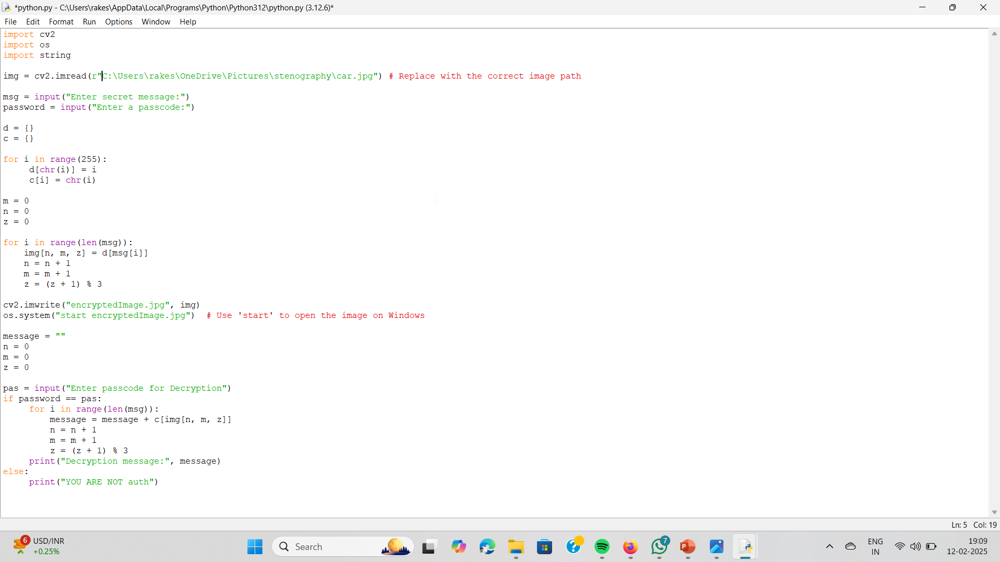 *python.py - C:\Users\rakes\AppData\Local\Programs\Python\Python312\python.py (3.12.6)*
File Edit Format Run Options Window Help
import cv2
import os
import string
img = cv2.imread(r"C:\Users\rakes\OneDrive\Pictures\stenography\car.jpg") # Replace with the correct image path
msg = input("Enter secret message:")
password = input("Enter a passcode:")
d = {}
c = {}
for i in range(255):
     d[chr(i)] = i
     c[i] = chr(i)
m = 0
n = 0
z = 0
for i in range(len(msg)):
    img[n, m, z] = d[msg[i]]
    n = n + 1
    m = m + 1
    z = (z + 1) % 3
cv2.imwrite("encryptedImage.jpg", img)
os.system("start encryptedImage.jpg")  # Use 'start' to open the image on Windows
message = ""
n = 0
m = 0
z = 0
pas = input("Enter passcode for Decryption")
if password == pas:
     for i in range(len(msg)):
         message = message + c[img[n, m, z]]
         n = n + 1
         m = m + 1
         z = (z + 1) % 3
     print("Decryption message:", message)
else:
     print("YOU ARE NOT auth")
Ln: 5 Col: 19
6
USD/INR
+0.25%
Search
7
P
ENG
IN
19:09
12-02-2025